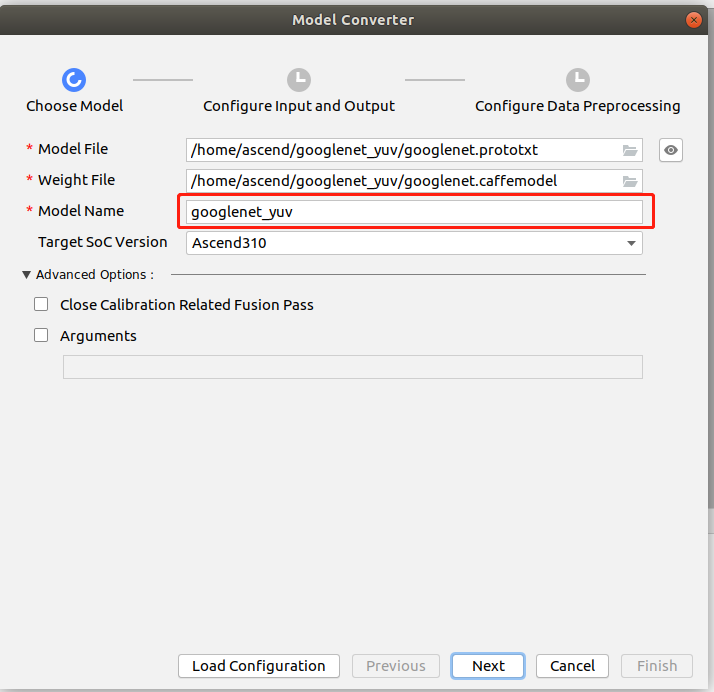 Model Converter
Choose Model Configure Input and Output Configure Data Preprocessing
* Model File /home/ascend/googlenet_yuv/googlenet.prototxt
* Weight File /home/ascend/googlenet_yuv/googlenet.caffemodel
* Model Name googlenet_yuv
Target SoC Version Ascend310
Advanced Options :
Close Calibration Related Fusion Pass
Arguments
Load Configuration Previous Next Cancel Finish